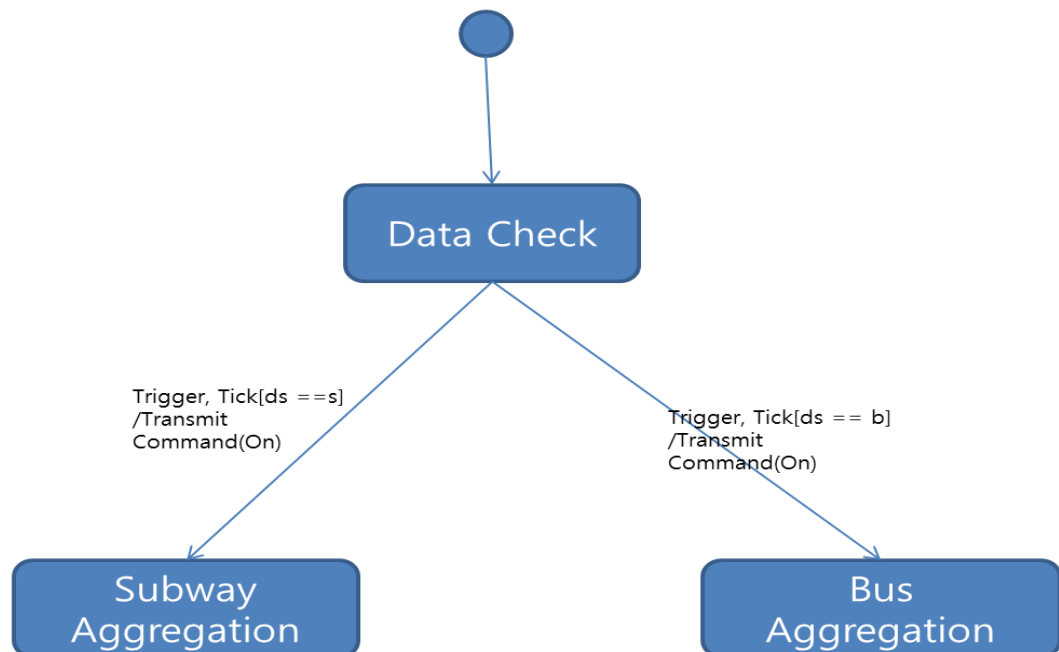 Data Check
Trigger, Tick[ds ==s]
/Transmit
Command(On)
Trigger, Tick[ds == b]
/Transmit
Command(On)
Subway
Aggregation
Bus
Aggregation